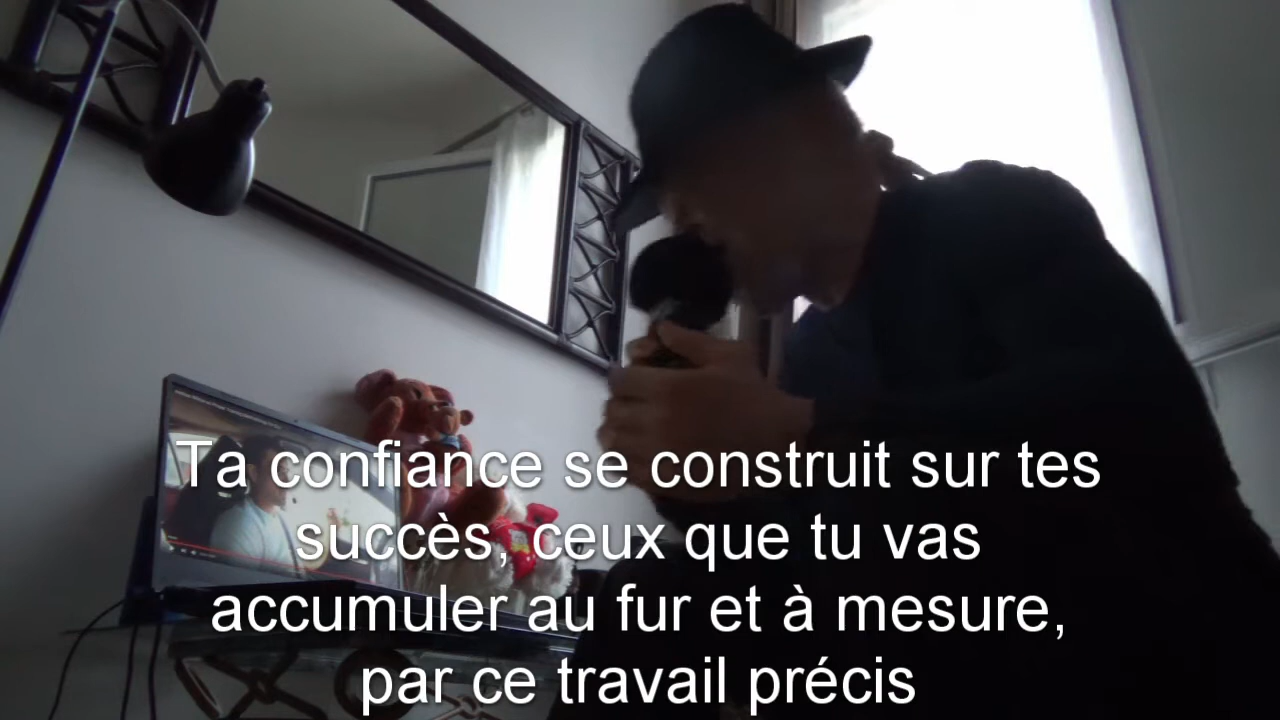 Ta confiance se construit sur tes
succès, ceux que tu vas
accumuler au fur et à mesure,
par ce travail précis